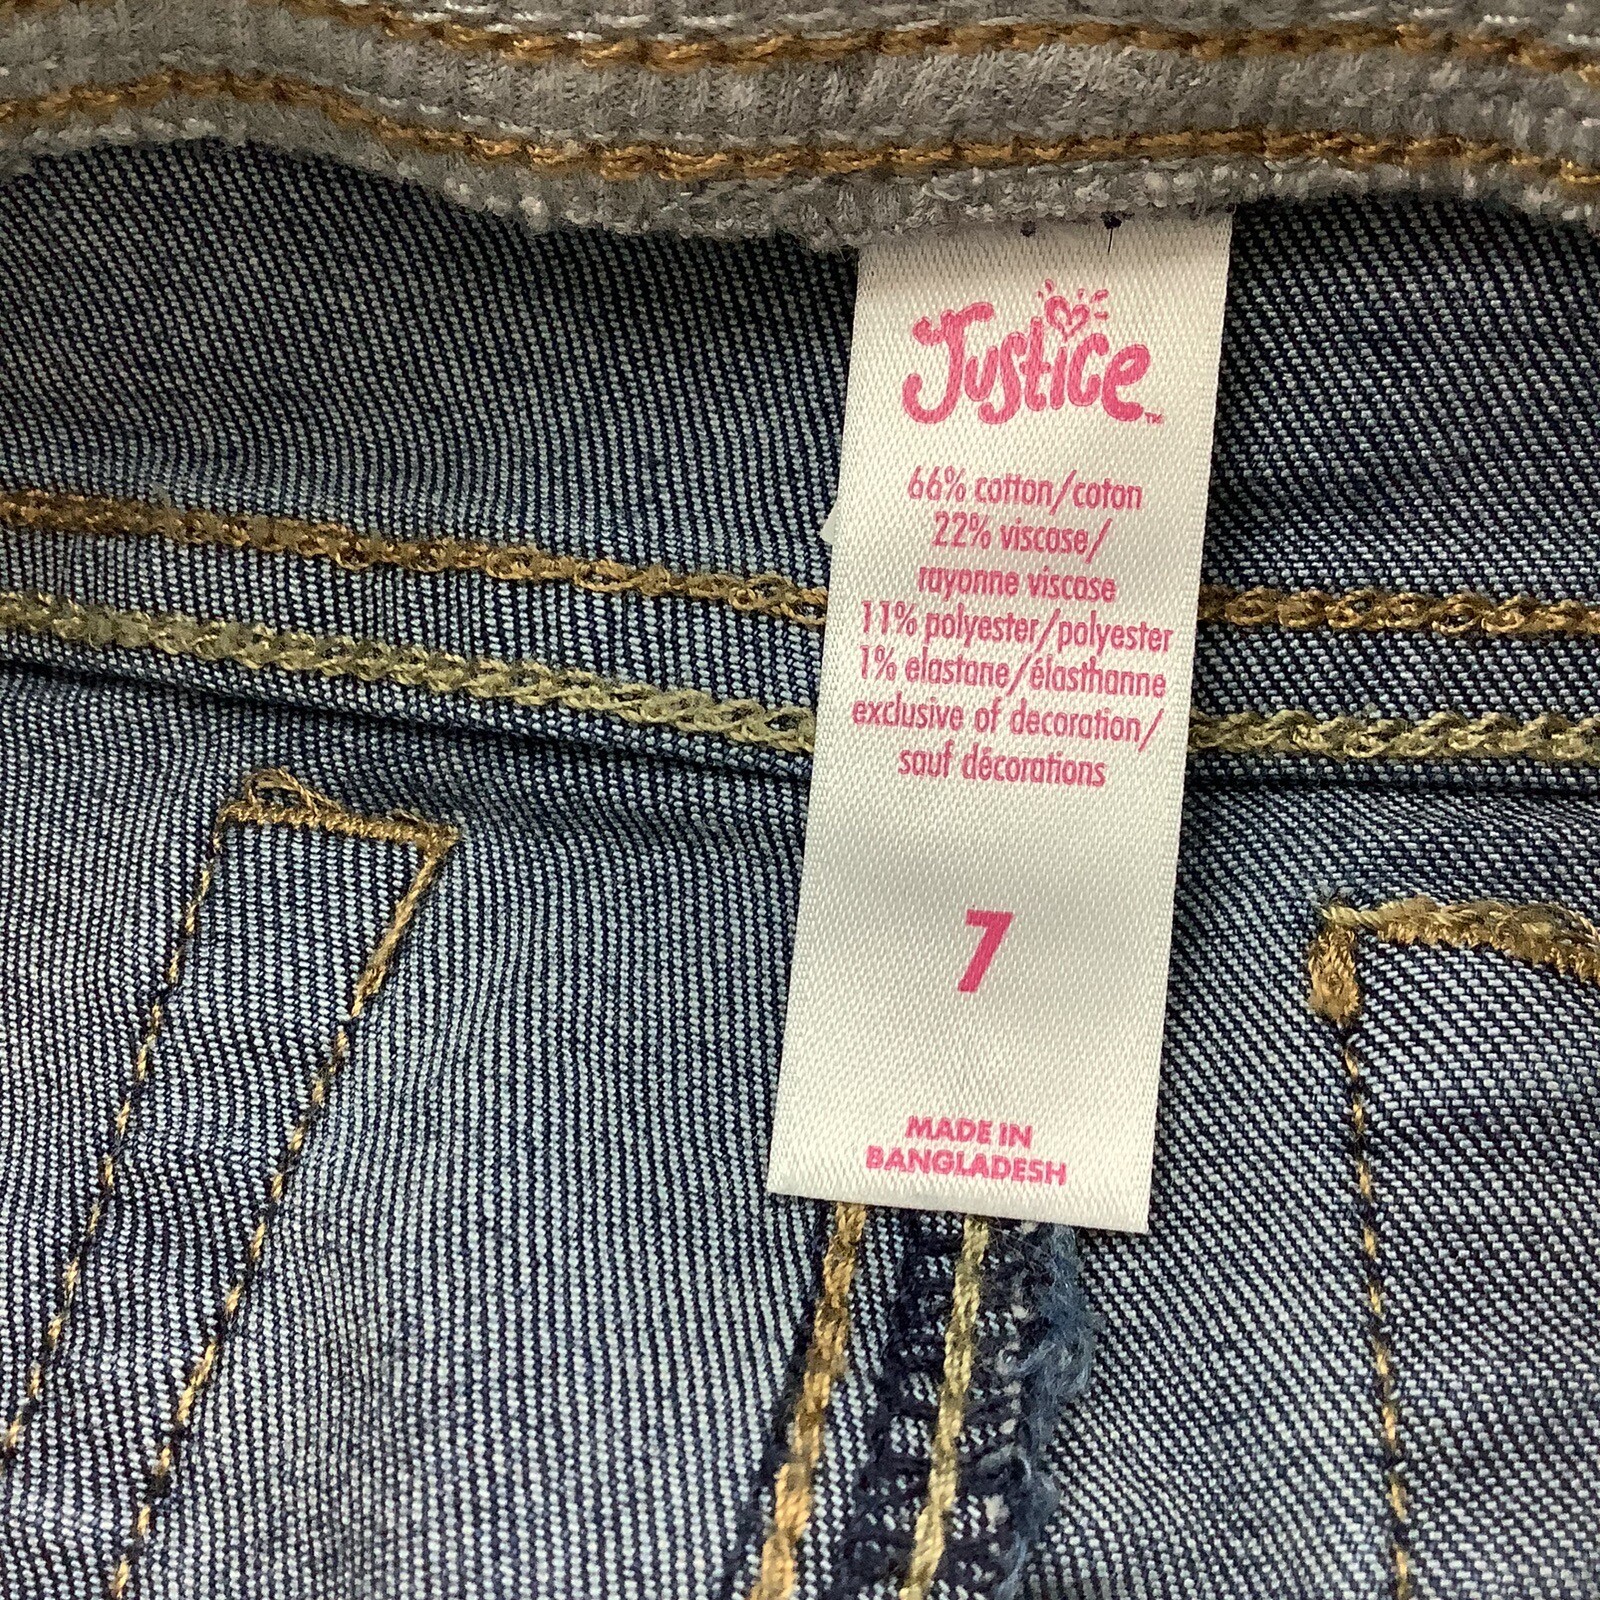 Justice™
66% cotton/coton
22% viscose/
rayonne viscose
11% polyester/polyester
1% elastane/élasthanne
exclusive of decoration/
sauf décorations
7
MADE IN
BANGLADESH